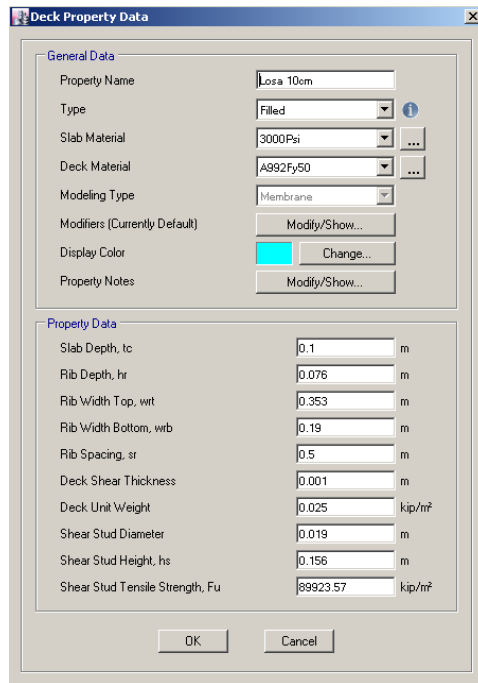 Deck Property Data
General Data
Property Name Losa 10cm
Type Filled
Slab Material 3000Psi ...
Deck Material A992Fy50 ...
Modeling Type Membrane
Modifiers (Currently Default) Modify/Show...
Display Color Change...
Property Notes Modify/Show...
Property Data
Slab Depth, tc 0.1 m
Rib Depth, hr 0.076 m
Rib Width Top, wrt 0.353 m
Rib Width Bottom, wrb 0.19 m
Rib Spacing, sr 0.5 m
Deck Shear Thickness 0.001 m
Deck Unit Weight 0.025 kip/m²
Shear Stud Diameter 0.019 m
Shear Stud Height, hs 0.156 m
Shear Stud Tensile Strength, Fu 89923.57 kip/m²
OK Cancel